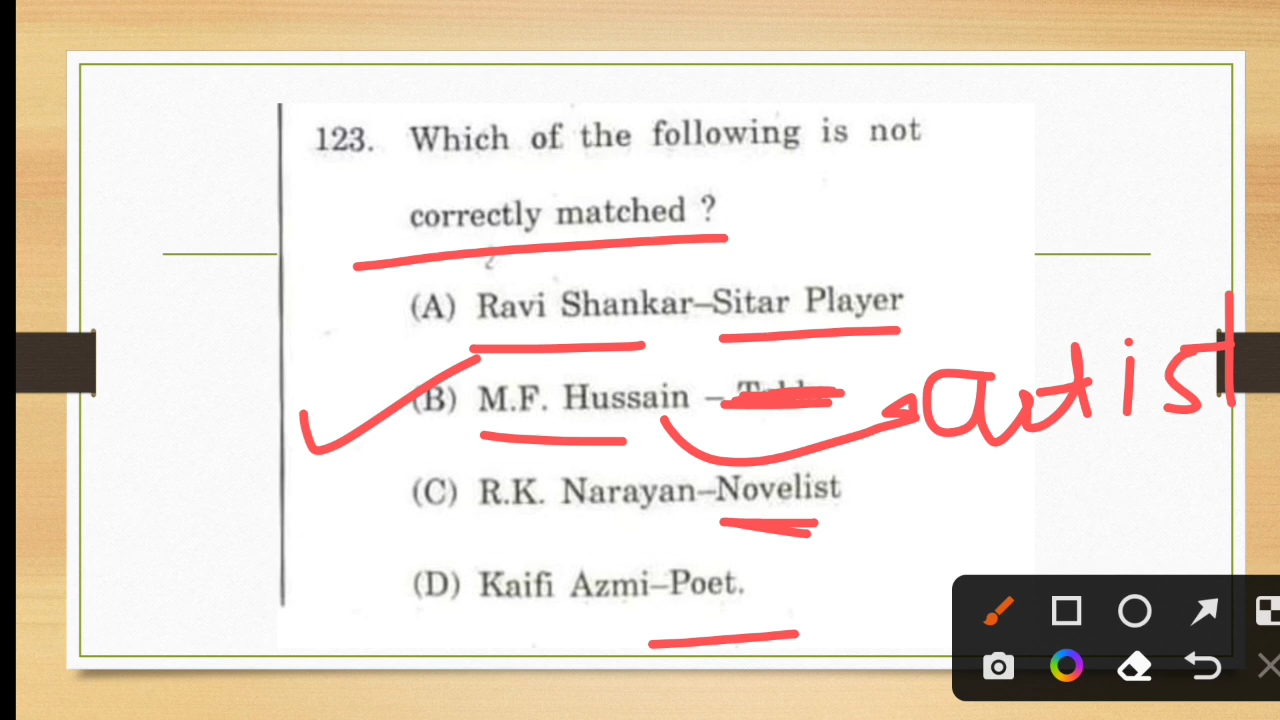 123. Which of the following is not
correctly matched ?
(A) Ravi Shankar–Sitar Player
(B) M.F. Hussain –
artist
(C) R.K. Narayan–Novelist
(D) Kaifi Azmi–Poet.